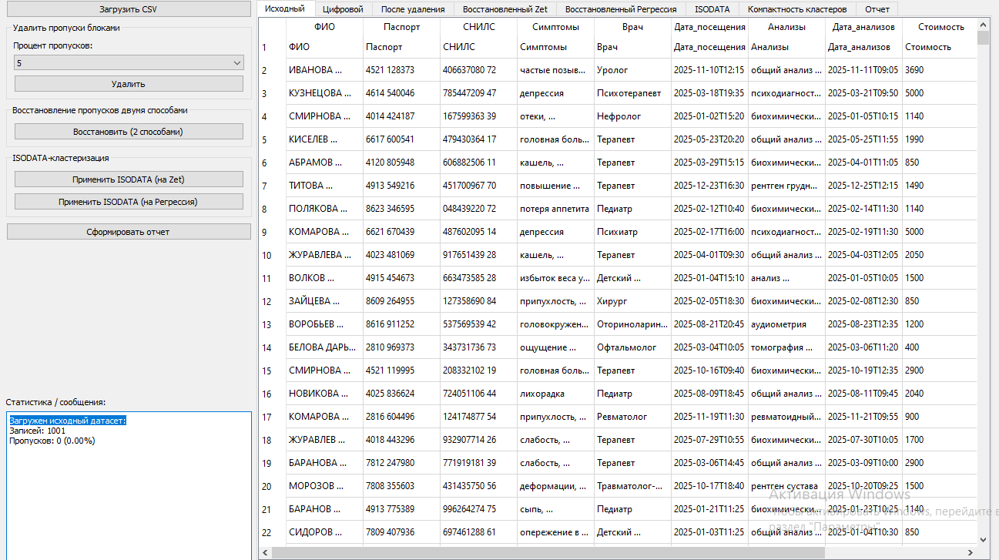 Загрузить CSV
Удалить пропуски блоками
Процент пропусков:
5
Удалить
Восстановление пропусков двумя способами
Восстановить (2 способами)
ISODATA-кластеризация
Применить ISODATA (на Zet)
Применить ISODATA (на Регрессия)
Сформировать отчет
Статистика / сообщения:
Загружен исходный датасет:
Записей: 1001
Пропусков: 0 (0.00%)
Исходный Цифровой После удаления Восстановленный Zet Восстановленный Регрессия ISODATA Компактность кластеров Отчет
ФИО Паспорт СНИЛС Симптомы Врач Дата_посещения Анализы Дата_анализов Стоимость
1 ФИО Паспорт СНИЛС Симптомы Врач Дата_посещения Анализы Дата_анализов Стоимость
2 ИВАНОВА ... 4521 128373 406637080 72 частые позыв... Уролог 2025-11-10T12:15 общий анализ ... 2025-11-11T09:05 3690
3 КУЗНЕЦОВА ... 4614 540046 785447209 47 депрессия Психотерапевт 2025-03-18T19:35 психодиагност... 2025-03-21T09:50 5000
4 СМИРНОВА ... 4014 424187 167599363 39 отеки, ... Нефролог 2025-01-02T15:20 биохимически... 2025-01-05T10:15 1140
5 КИСЕЛЕВ ... 6617 600541 479430364 17 головная боль... Терапевт 2025-05-23T20:20 общий анализ ... 2025-05-25T11:55 1990
6 АБРАМОВ ... 4120 805948 606882506 11 кашель, ... Терапевт 2025-03-29T15:15 биохимически... 2025-04-01T11:05 850
7 ТИТОВА ... 4913 549216 451700967 70 повышение ... Терапевт 2025-12-23T16:30 рентген грудн... 2025-12-25T12:15 1490
8 ПОЛЯКОВА ... 8623 346595 048439220 72 потеря аппетита Педиатр 2025-02-12T10:40 биохимически... 2025-02-14T11:30 1140
9 КОМАРОВА ... 6621 670439 487602095 14 депрессия Психиатр 2025-02-17T16:00 психодиагност... 2025-02-19T11:30 5000
10 ЖУРАВЛЕВА ... 4023 481069 917651439 28 кашель, ... Терапевт 2025-04-01T09:30 общий анализ ... 2025-04-03T12:05 2050
11 ВОЛКОВ ... 4915 454673 663473585 28 избыток веса у... Детский ... 2025-01-04T15:10 анализ ... 2025-01-05T10:05 1500
12 ЗАЙЦЕВА ... 8609 264955 127358690 84 припухлость, ... Хирург 2025-02-05T18:30 биохимически... 2025-02-08T12:30 850
13 ВОРОБЬЕВ ... 8616 911252 537569539 42 головокружен... Оториноларин... 2025-08-21T20:45 аудиометрия 2025-08-23T12:35 1200
14 БЕЛОВА ДАРЬ... 2810 969373 343731736 73 ощущение ... Офтальмолог 2025-03-04T10:05 томография ... 2025-03-06T11:20 400
15 СМИРНОВА ... 4521 119995 208332102 19 головная боль... Терапевт 2025-10-16T09:40 биохимически... 2025-10-19T12:35 2900
16 НОВИКОВА ... 4025 836624 724051106 44 лихорадка Педиатр 2025-08-09T18:45 общий анализ ... 2025-08-11T09:45 2040
17 КОМАРОВА ... 2816 604496 124174877 54 припухлость, ... Ревматолог 2025-11-19T11:30 ревматоидный... 2025-11-21T09:55 900
18 ЖУРАВЛЕВ ... 4018 443296 932907714 26 слабость, ... Терапевт 2025-07-29T10:55 биохимически... 2025-07-30T10:05 1700
19 БАРАНОВА ... 7812 247980 771919181 39 слабость, ... Терапевт 2025-03-06T14:45 общий анализ ... 2025-03-09T10:00 2900
20 МОРОЗОВ ... 7808 355603 431435750 56 деформации, ... Травматолог-... 2025-10-17T18:40 рентген сустава 2025-10-20T09:25 1500
21 БАРАНОВ ... 4913 775389 996264274 75 сыпь, ... Педиатр 2025-01-21T11:25 биохимически... 2025-01-23T10:25 1140
22 СИДОРОВ ... 7809 407936 697461288 61 опережение в ... Детский ... 2025-01-03T11:25 общий анализ ... 2025-01-04T10:30 850
Активация Windows
Чтобы активировать Windows, перейдите в
раздел "Параметры".